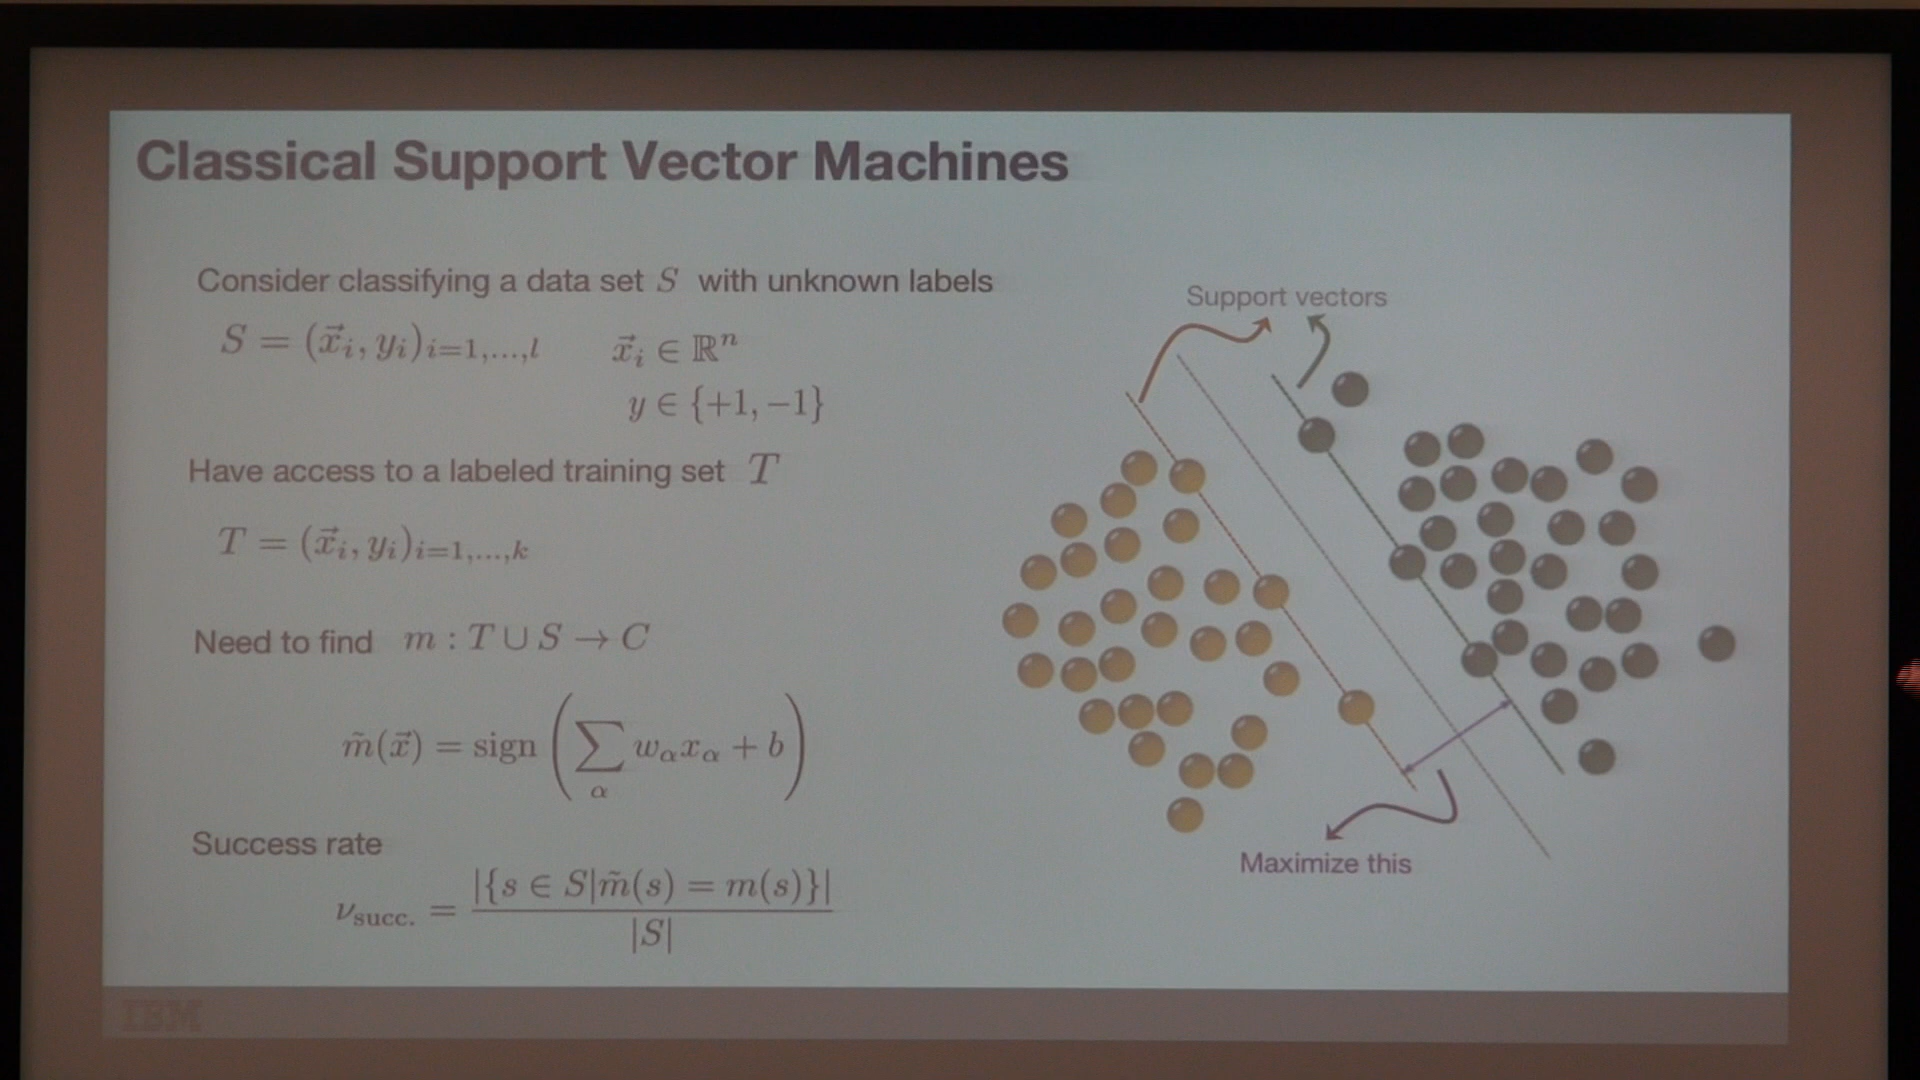 Classical Support Vector Machines
Consider classifying a data set S with unknown labels
S = (x⃗ᵢ, yᵢ)ᵢ₌₁,...,ₗ    x⃗ᵢ ∈ ℝⁿ
y ∈ {+1, −1}
Have access to a labeled training set T
T = (x⃗ᵢ, yᵢ)ᵢ₌₁,...,ₖ
Need to find m : T ∪ S → C
m̃(x⃗) = sign (∑_α w_α x_α + b)
Success rate
ν_succ. = |{s ∈ S|m̃(s) = m(s)}| / |S|
Support vectors
Maximize this
IBM